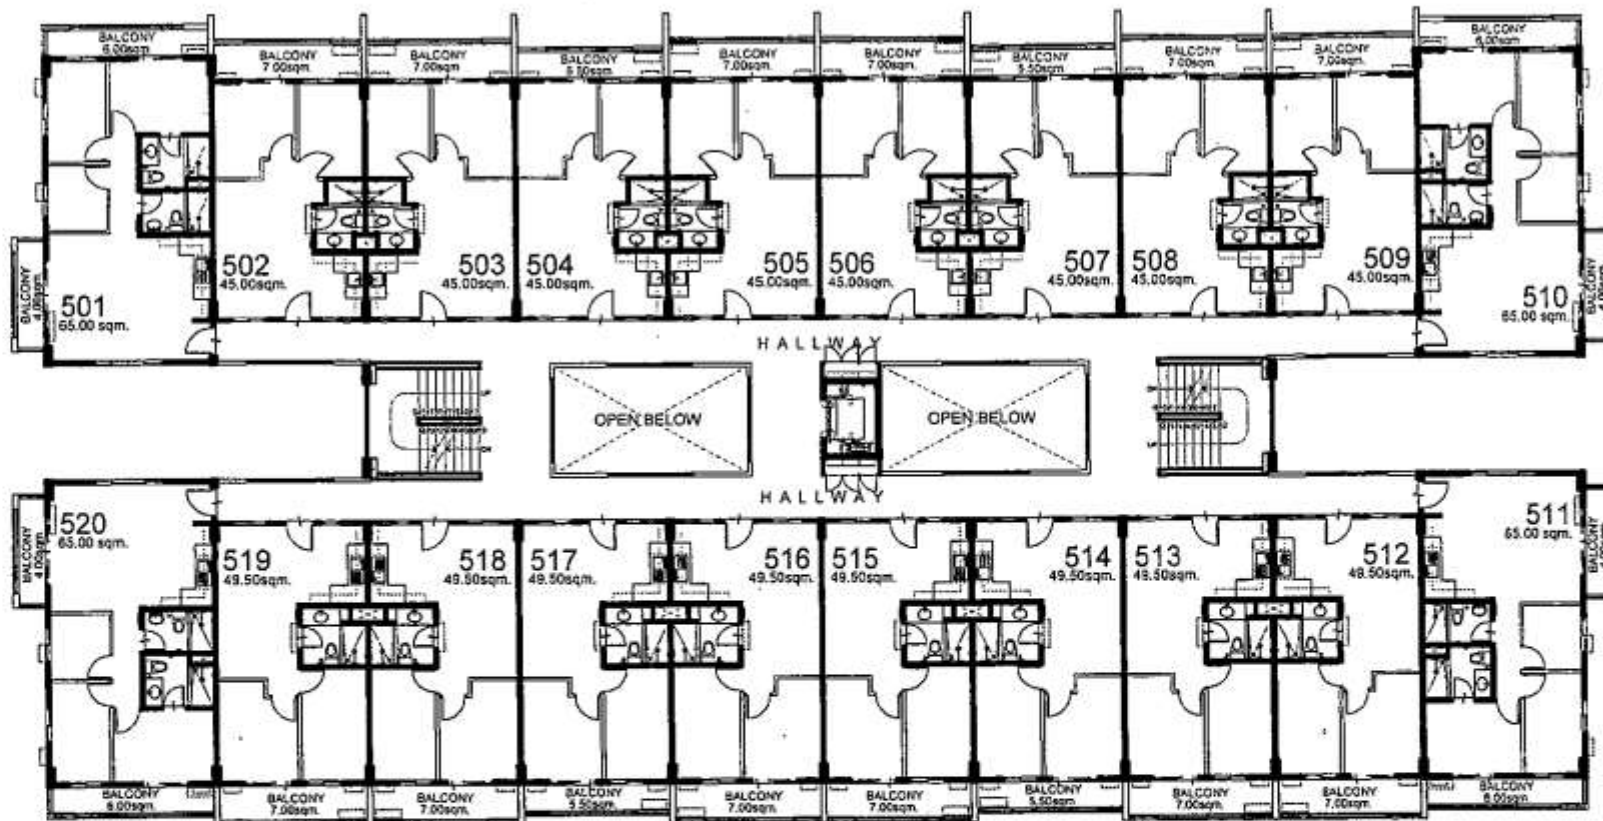 BALCONY
6.00sqm
BALCONY
7.00sqm.
BALCONY
7.00sqm.
BALCONY
5.50sqm
BALCONY
7.00sqm.
BALCONY
7.00sqm.
BALCONY
5.50sqm
BALCONY
7.00sqm.
BALCONY
7.00sqm.
BALCONY
6.00sqm
BALCONY
4.00sqm
501
65.00 sqm.
502
45.00sqm.
503
45.00sqm.
504
45.00sqm.
505
45.00sqm.
506
45.00sqm.
507
45.00sqm.
508
45.00sqm.
509
45.00sqm.
510
65.00 sqm.
BALCONY
HALLWAY
OPEN BELOW
OPEN BELOW
HALLWAY
BALCONY
4.00sqm
520
65.00 sqm.
519
49.50sqm.
518
49.50sqm.
517
49.50sqm.
516
49.50sqm.
515
49.50sqm.
514
49.50sqm.
513
49.50sqm.
512
49.50sqm.
511
65.00 sqm.
BALCONY
BALCONY
6.00sqm.
BALCONY
7.00sqm.
BALCONY
7.00sqm.
BALCONY
5.50sqm
BALCONY
7.00sqm.
BALCONY
7.00sqm.
BALCONY
5.50sqm
BALCONY
7.00sqm.
BALCONY
7.00sqm.
BALCONY
6.00sqm.